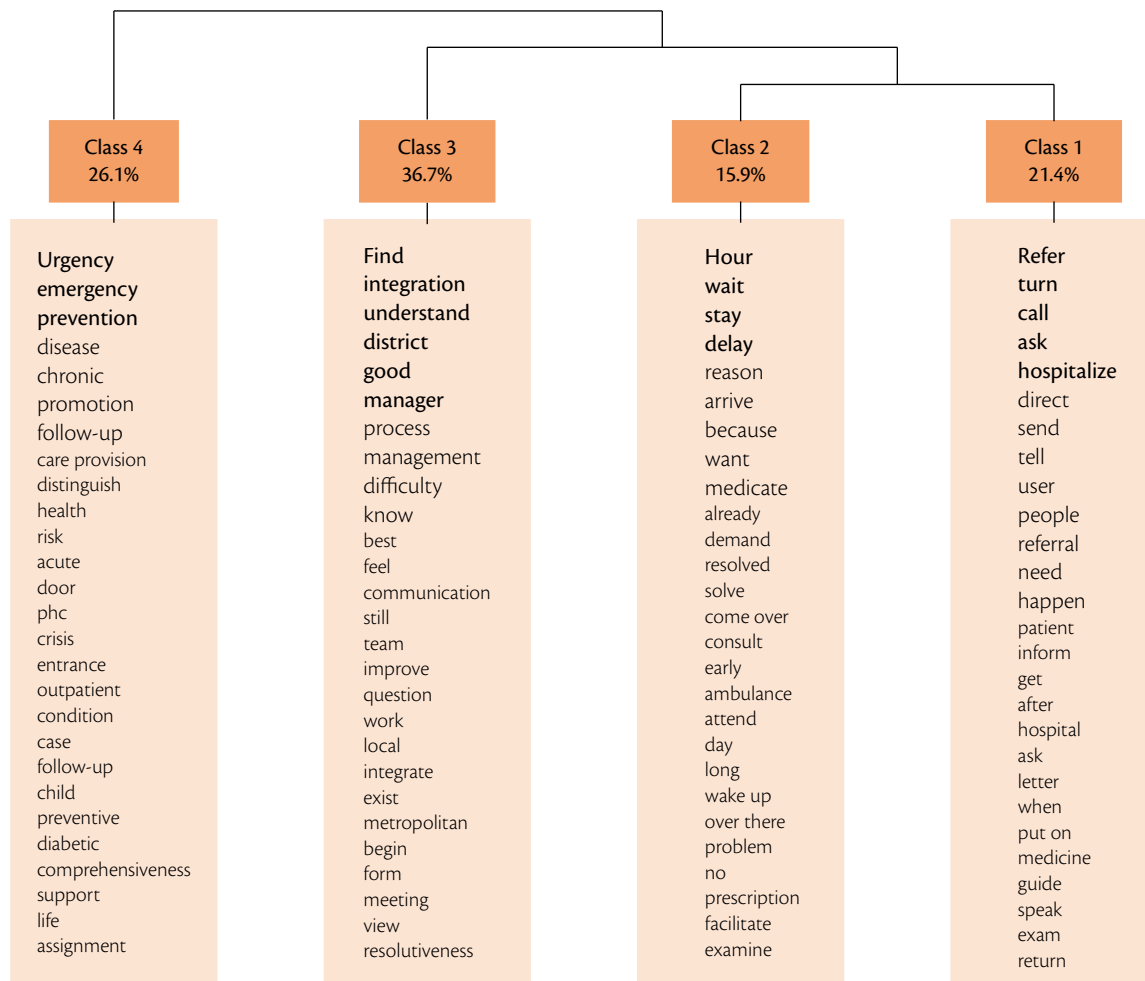 Class 4
26.1%
Urgency
emergency
prevention
disease
chronic
promotion
follow-up
care provision
distinguish
health
risk
acute
door
phc
crisis
entrance
outpatient
condition
case
follow-up
child
preventive
diabetic
comprehensiveness
support
life
assignment
Class 3
36.7%
Find
integration
understand
district
good
manager
process
management
difficulty
know
best
feel
communication
still
team
improve
question
work
local
integrate
exist
metropolitan
begin
form
meeting
view
resolutiveness
Class 2
15.9%
Hour
wait
stay
delay
reason
arrive
because
want
medicate
already
demand
resolved
solve
come over
consult
early
ambulance
attend
day
long
wake up
over there
problem
no
prescription
facilitate
examine
Class 1
21.4%
Refer
turn
call
ask
hospitalize
direct
send
tell
user
people
referral
need
happen
patient
inform
get
after
hospital
ask
letter
when
put on
medicine
guide
speak
exam
return